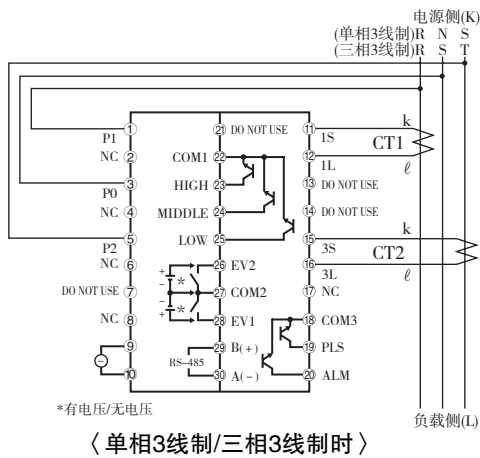 电源侧(K)
(单相3线制)R N S
(三相3线制)R S T
① ㉑ DO NOT USE ⑪ k
P1 1S CT1
NC ② COM1 ㉒ ⑫ 1L ℓ
③ HIGH ㉓ ⑬ DO NOT USE
P0
NC ④ MIDDLE ㉔ ⑭ DO NOT USE
⑤ LOW ㉕ ⑮ k
P2 3S CT2
NC ⑥ + ㉖ EV2 ⑯ 3L ℓ
− *
DO NOT USE ⑦ ㉗ COM2 ⑰ NC
− *
NC ⑧ + ㉘ EV1 ⑱ COM3
⑨ ㉙ B(+) ⑲ PLS
RS-485
⑩ ㉚ A(−) ⑳ ALM
*有电压/无电压
负载侧(L)
〈 单相3线制/三相3线制时 〉